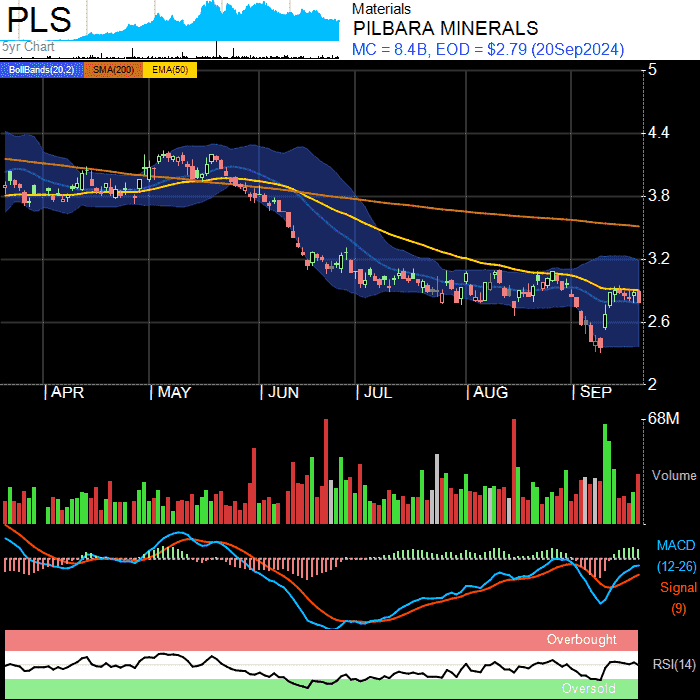 PLS
5yr Chart
Materials
PILBARA MINERALS
MC = 8.4B, EOD = $2.79 (20Sep2024)
BollBands(20,2) SMA(200) EMA(50)
5
4.4
3.8
3.2
2.6
2
APR MAY JUN JUL AUG SEP
68M
Volume
MACD
(12-26)
Signal
(9)
Overbought
RSI(14)
Oversold